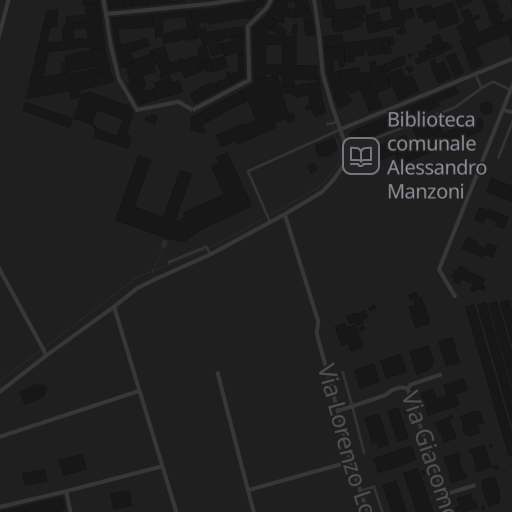 Biblioteca
comunale
Alessandro
Manzoni
Via Lorenzo Lo
Via Giacomo